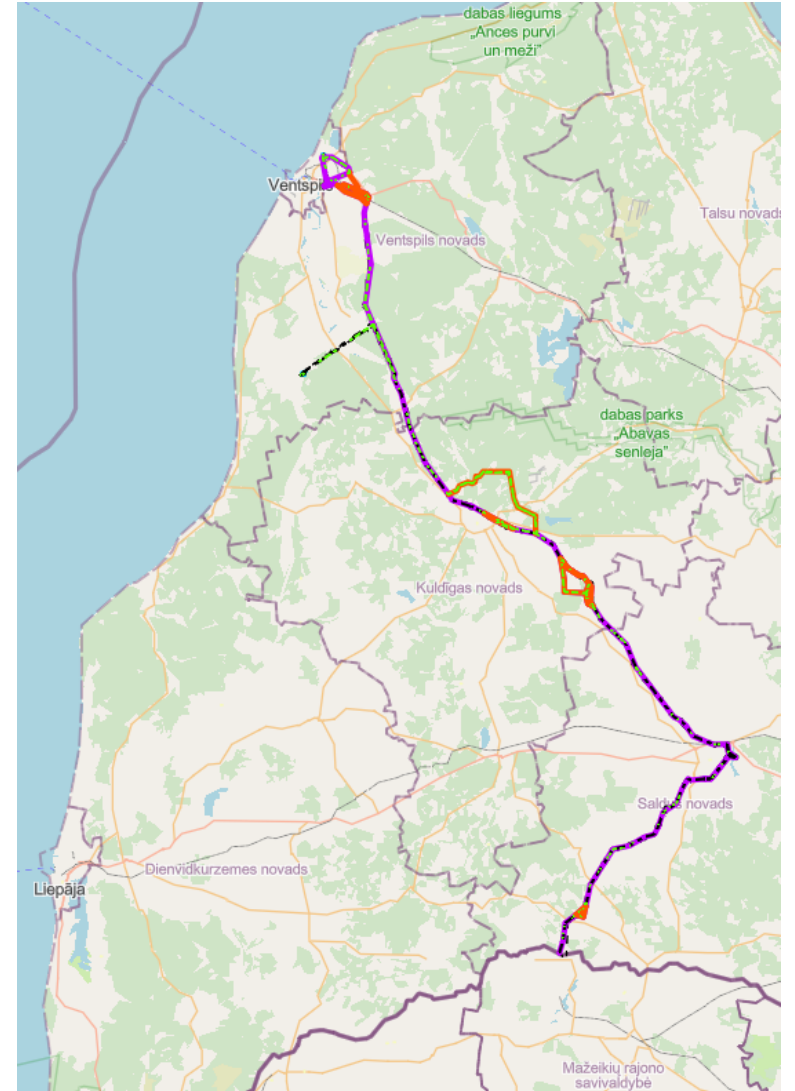 dabas liegums
„Ances purvi
un meži”
Ventspils
Talsu novads
Ventspils novads
dabas parks
„Abavas
senleja”
Kuldīgas novads
Saldus novads
Dienvidkurzemes novads
Liepāja
Mažeikių rajono
savivaldybė